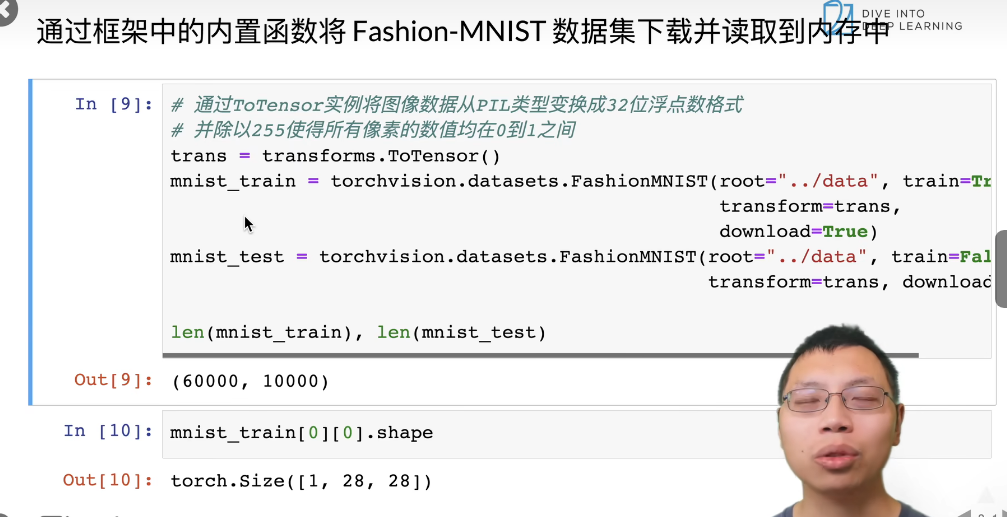 通过框架中的内置函数将 Fashion-MNIST 数据集下载并读取到内存中
DIVE INTO
DEEP LEARNING
In [9]:
# 通过ToTensor实例将图像数据从PIL类型变换成32位浮点数格式
# 并除以255使得所有像素的数值均在0到1之间
trans = transforms.ToTensor()
mnist_train = torchvision.datasets.FashionMNIST(root="../data", train=Tr
transform=trans,
download=True)
mnist_test = torchvision.datasets.FashionMNIST(root="../data", train=Fal
transform=trans, download
len(mnist_train), len(mnist_test)
Out[9]: (60000, 10000)
In [10]: mnist_train[0][0].shape
Out[10]: torch.Size([1, 28, 28])